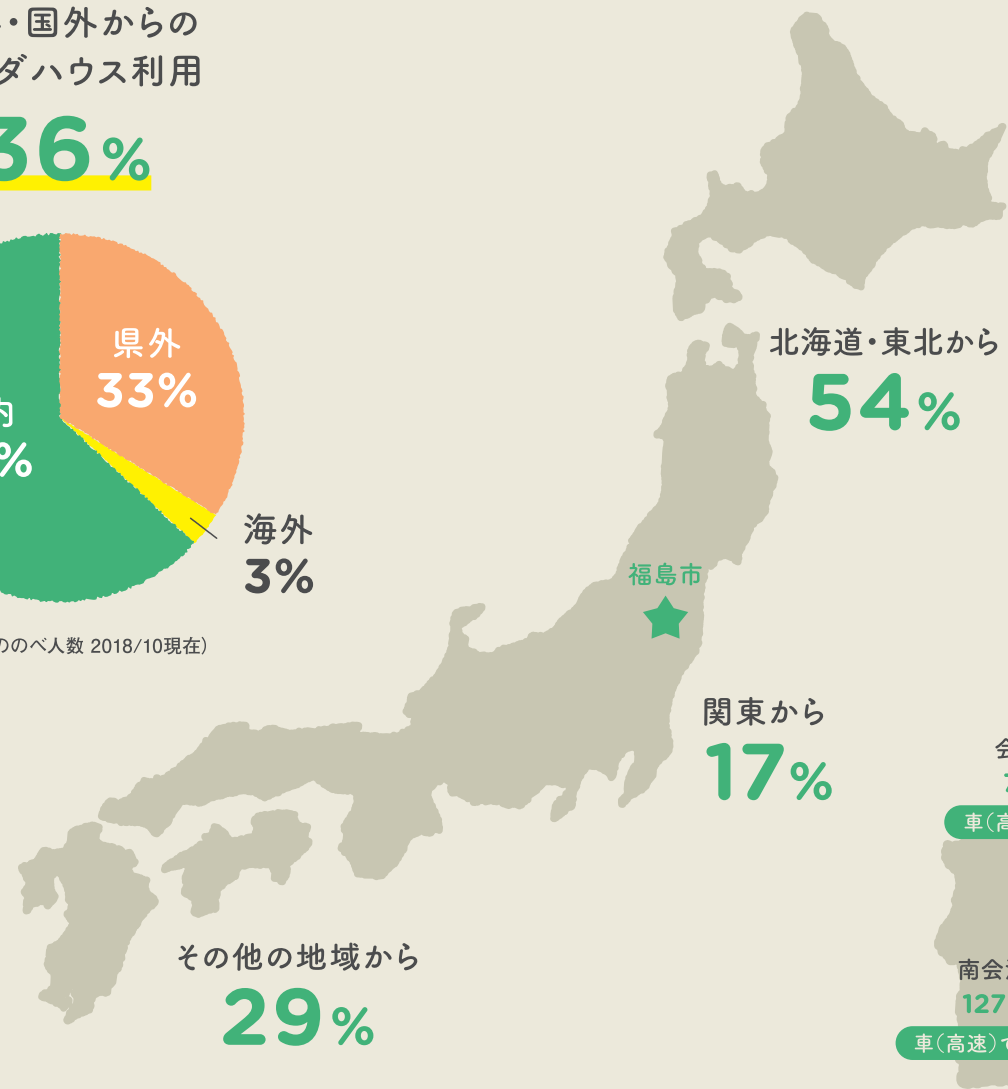 ・国外からの
ダハウス利用
36%
県外
33%
内
%
海外
3%
ののべ人数 2018/10現在）
北海道・東北から
54%
福島市
関東から
17%
その他の地域から
29%
会
車（高
南会
127
車（高速）で